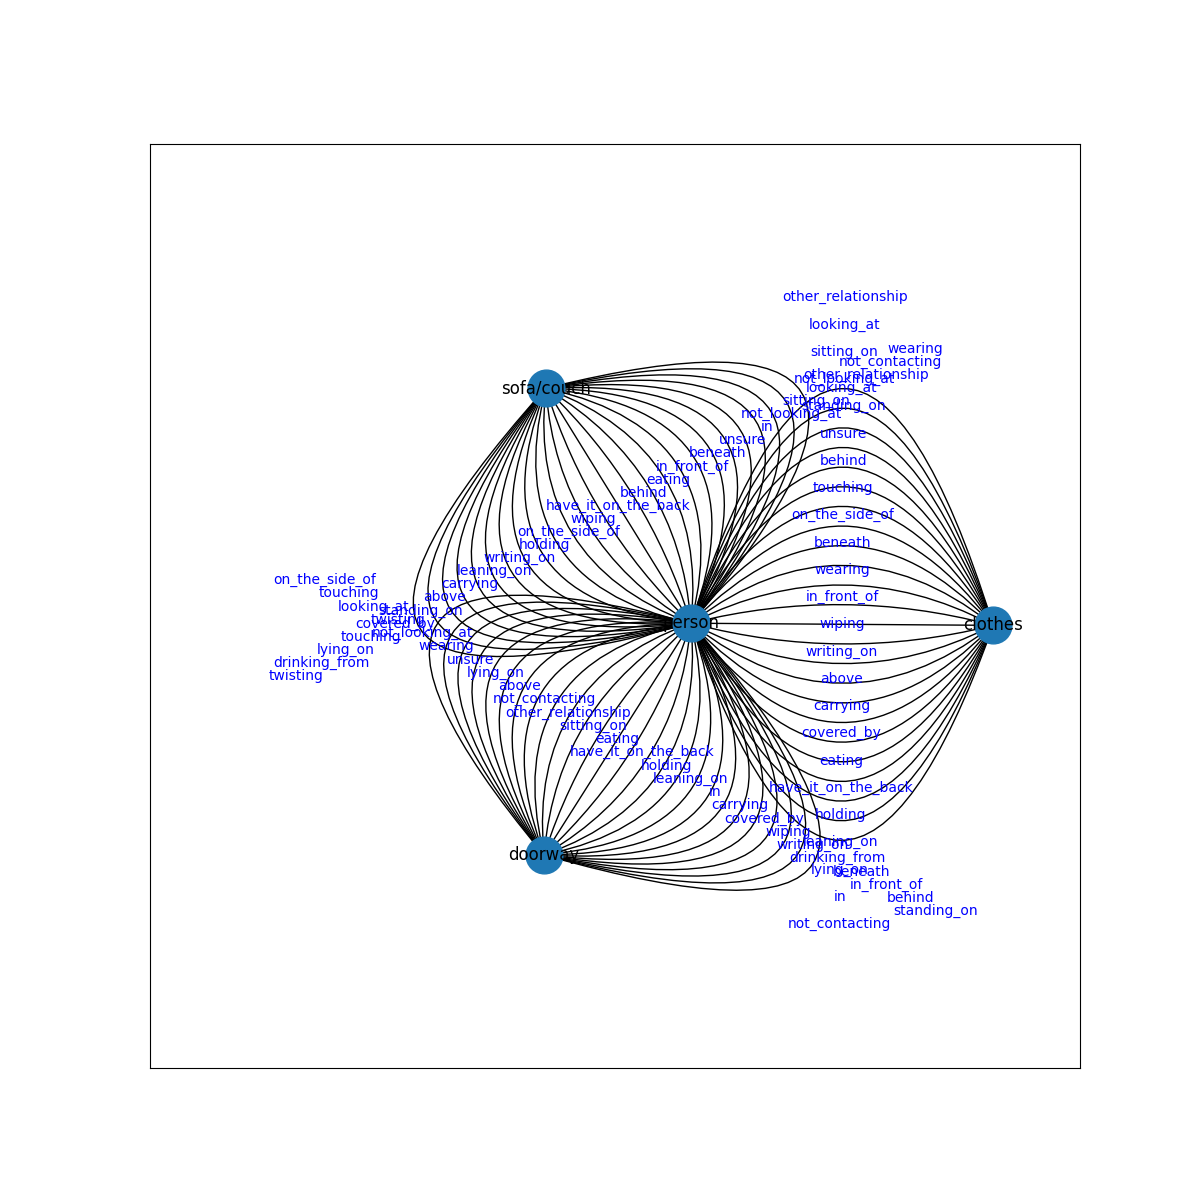 other_relationship
looking_at
wearing
sitting_on
not_contacting
other_relationship
not_looking_at
looking_at
sofa/couch
sitting_on
standing_on
not_looking_at
in
unsure
unsure
beneath
behind
in_front_of
eating
touching
behind
have_it_on_the_back
on_the_side_of
wiping
on_the_side_of
beneath
holding
writing_on
wearing
leaning_on
on_the_side_of
carrying
touching
above
in_front_of
looking_at
standing_on
twisting
covered_by
person
wiping
clothes
not_looking_at
touching
wearing
lying_on
writing_on
unsure
drinking_from
lying_on
twisting
above
above
not_contacting
carrying
other_relationship
sitting_on
covered_by
eating
have_it_on_the_back
eating
holding
leaning_on
have_it_on_the_back
in
carrying
holding
covered_by
wiping
leaning_on
writing_on
doorway
drinking_from
lying_on
beneath
in_front_of
in
behind
standing_on
not_contacting